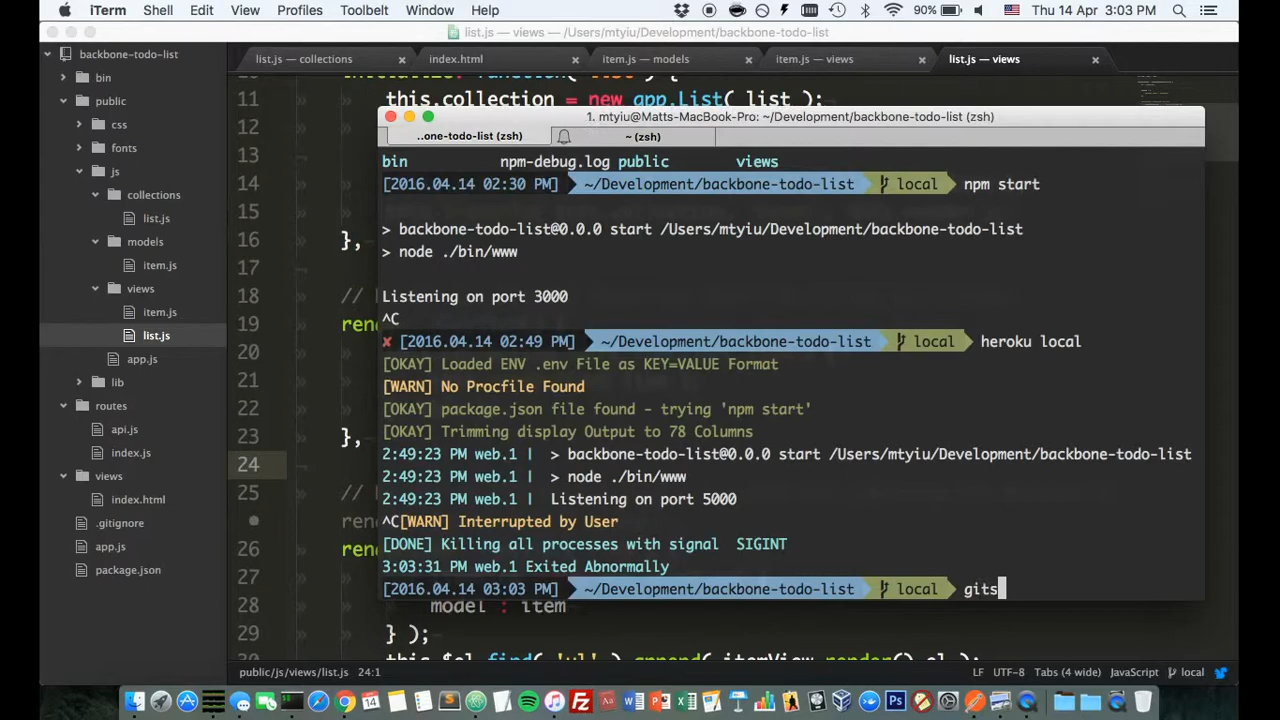 iTerm Shell Edit View Profiles Toolbelt Window Help 90% Thu 14 Apr 3:03 PM
list.js — views — /Users/mtyiu/Development/backbone-todo-list
backbone-todo-list
list.js — collections
index.html
item.js — models
item.js — views
list.js — views
bin
public
css
fonts
js
collections
list.js
models
item.js
views
item.js
list.js
app.js
lib
routes
api.js
index.js
views
index.html
.gitignore
app.js
package.json
11 this.collection = new app.List( list );
1. mtyiu@Matts-MacBook-Pro: ~/Development/backbone-todo-list (zsh)
..one-todo-list (zsh)
~ (zsh)
bin npm-debug.log public views
[2016.04.14 02:30 PM] ~/Development/backbone-todo-list local npm start
> backbone-todo-list@0.0.0 start /Users/mtyiu/Development/backbone-todo-list
> node ./bin/www
Listening on port 3000
^C
✘ [2016.04.14 02:49 PM] ~/Development/backbone-todo-list local heroku local
[OKAY] Loaded ENV .env File as KEY=VALUE Format
[WARN] No Procfile Found
[OKAY] package.json file found - trying 'npm start'
[OKAY] Trimming display Output to 78 Columns
2:49:23 PM web.1 | > backbone-todo-list@0.0.0 start /Users/mtyiu/Development/backbone-todo-list
2:49:23 PM web.1 | > node ./bin/www
2:49:23 PM web.1 | Listening on port 5000
^C[WARN] Interrupted by User
[DONE] Killing all processes with signal SIGINT
3:03:31 PM web.1 Exited Abnormally
[2016.04.14 03:03 PM] ~/Development/backbone-todo-list local gits
12
13
14
15
16 },
17
18 //
19
20
21
22
23 },
24
25 //
26
27
28 model : item
29 } );
public/js/views/list.js 24:1
LF UTF-8 Tabs (4 wide) JavaScript local